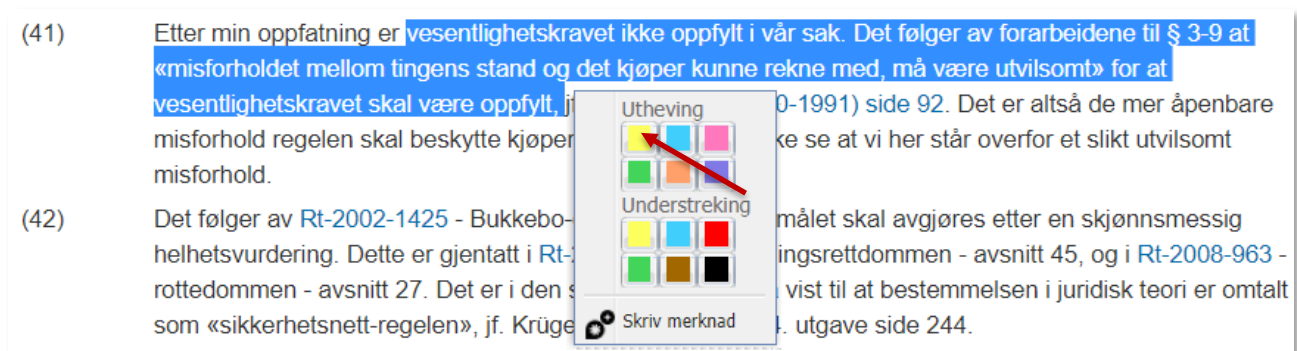 (41) Etter min oppfatning er vesentlighetskravet ikke oppfylt i vår sak. Det følger av forarbeidene til § 3-9 at
«misforholdet mellom tingens stand og det kjøper kunne rekne med, må være utvilsomt» for at
vesentlighetskravet skal være oppfylt, 0-1991) side 92. Det er altså de mer åpenbare
misforhold regelen skal beskytte kjøper se at vi her står overfor et slikt utvilsomt
misforhold.
(42) Det følger av Rt-2002-1425 - Bukkebo- målet skal avgjøres etter en skjønnsmessig
helhetsvurdering. Dette er gjentatt i Rt- ingsrettdommen - avsnitt 45, og i Rt-2008-963 -
rottedommen - avsnitt 27. Det er i den vist til at bestemmelsen i juridisk teori er omtalt
som «sikkerhetsnett-regelen», jf. Krüge . utgave side 244.
Utheving
Understreking
Skriv merknad